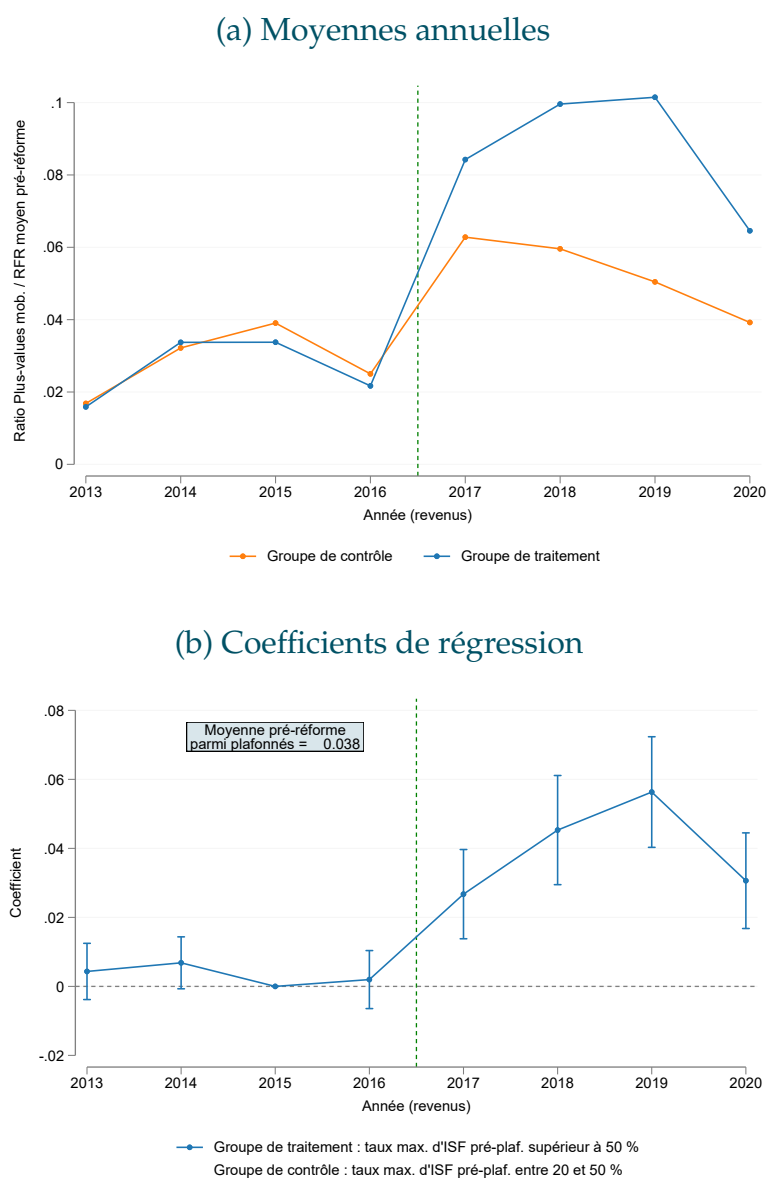 (a) Moyennes annuelles
Ratio Plus-values mob. / RFR moyen pré-réforme
.1
.08
.06
.04
.02
0
2013 2014 2015 2016 2017 2018 2019 2020
Année (revenus)
Groupe de contrôle Groupe de traitement
(b) Coefficients de régression
Coefficient
.08
.06
.04
.02
0
-.02
Moyenne pré-réforme
parmi plafonnés = 0.038
2013 2014 2015 2016 2017 2018 2019 2020
Année (revenus)
Groupe de traitement : taux max. d'ISF pré-plaf. supérieur à 50 %
Groupe de contrôle : taux max. d'ISF pré-plaf. entre 20 et 50 %